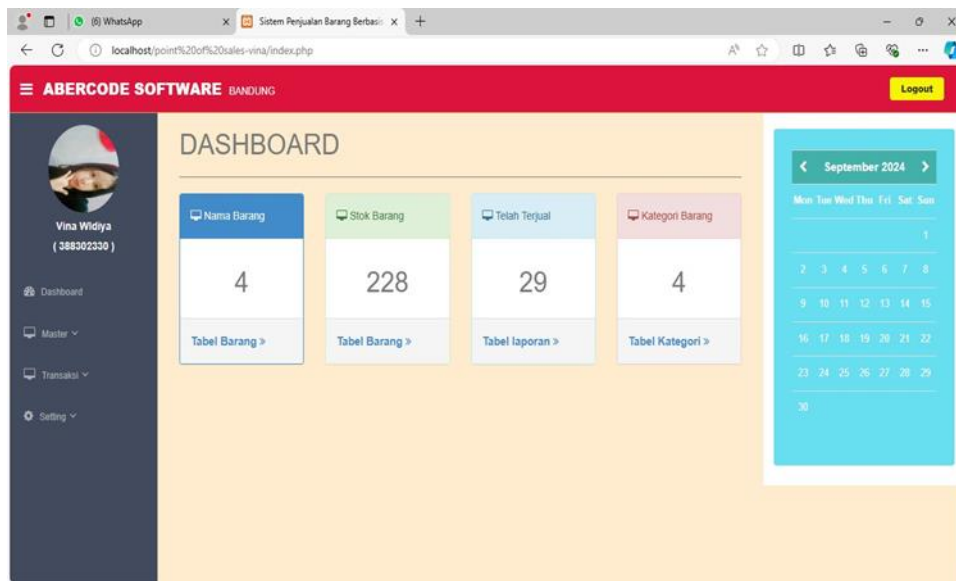 (6) WhatsApp
Sistem Penjualan Barang Berbasis
localhost/point%20of%20sales-vina/index.php
ABERCODE SOFTWARE BANDUNG
Logout
Vina Widiya
( 388302330 )
Dashboard
Master
Transaksi
Setting
DASHBOARD
Nama Barang
4
Tabel Barang »
Stok Barang
228
Tabel Barang »
Telah Terjual
29
Tabel laporan »
Kategori Barang
4
Tabel Kategori »
September 2024
Mon Tue Wed Thu Fri Sat Sun
1
2 3 4 5 6 7 8
9 10 11 12 13 14 15
16 17 18 19 20 21 22
23 24 25 26 27 28 29
30